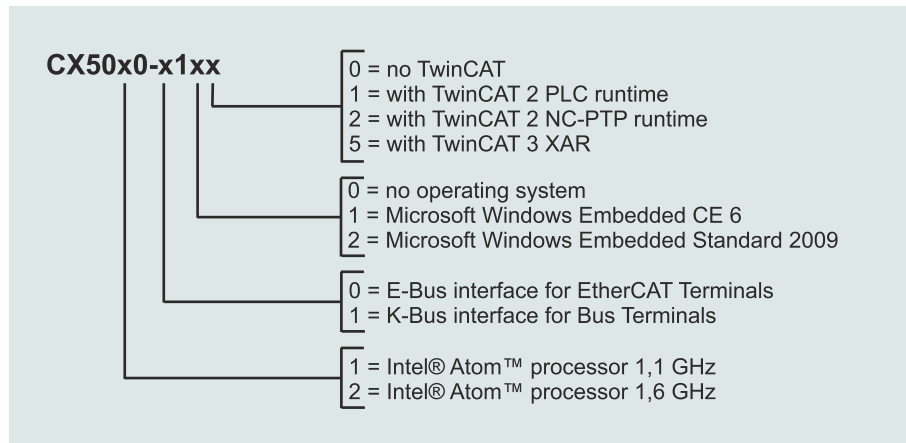 CX50x0-x1xx
0 = no TwinCAT
1 = with TwinCAT 2 PLC runtime
2 = with TwinCAT 2 NC-PTP runtime
5 = with TwinCAT 3 XAR
0 = no operating system
1 = Microsoft Windows Embedded CE 6
2 = Microsoft Windows Embedded Standard 2009
0 = E-Bus interface for EtherCAT Terminals
1 = K-Bus interface for Bus Terminals
1 = Intel® Atom™ processor 1,1 GHz
2 = Intel® Atom™ processor 1,6 GHz